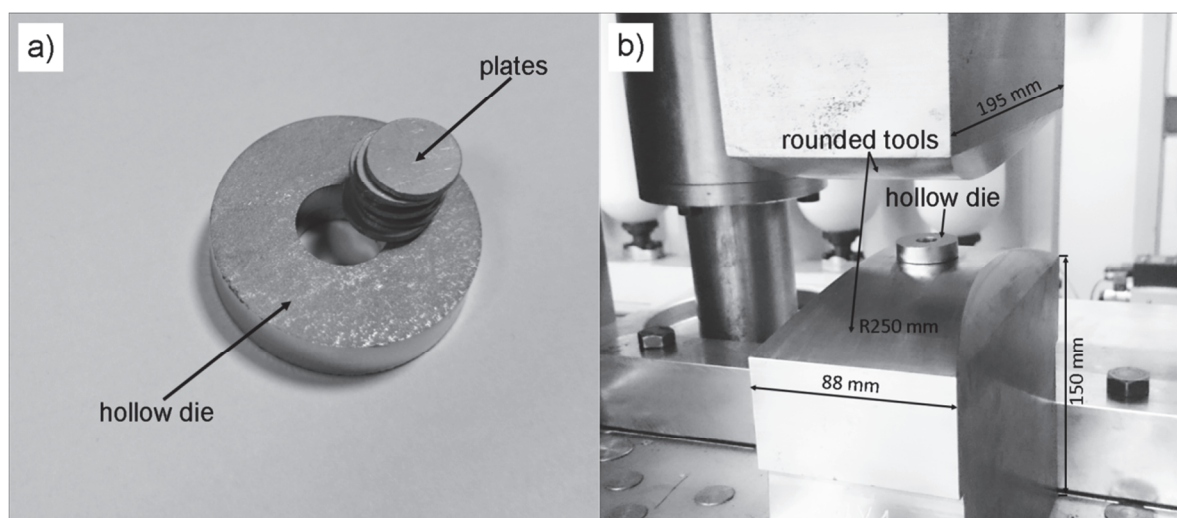 a)
plates
hollow die
b)
195 mm
rounded tools
hollow die
R250 mm
88 mm
150 mm